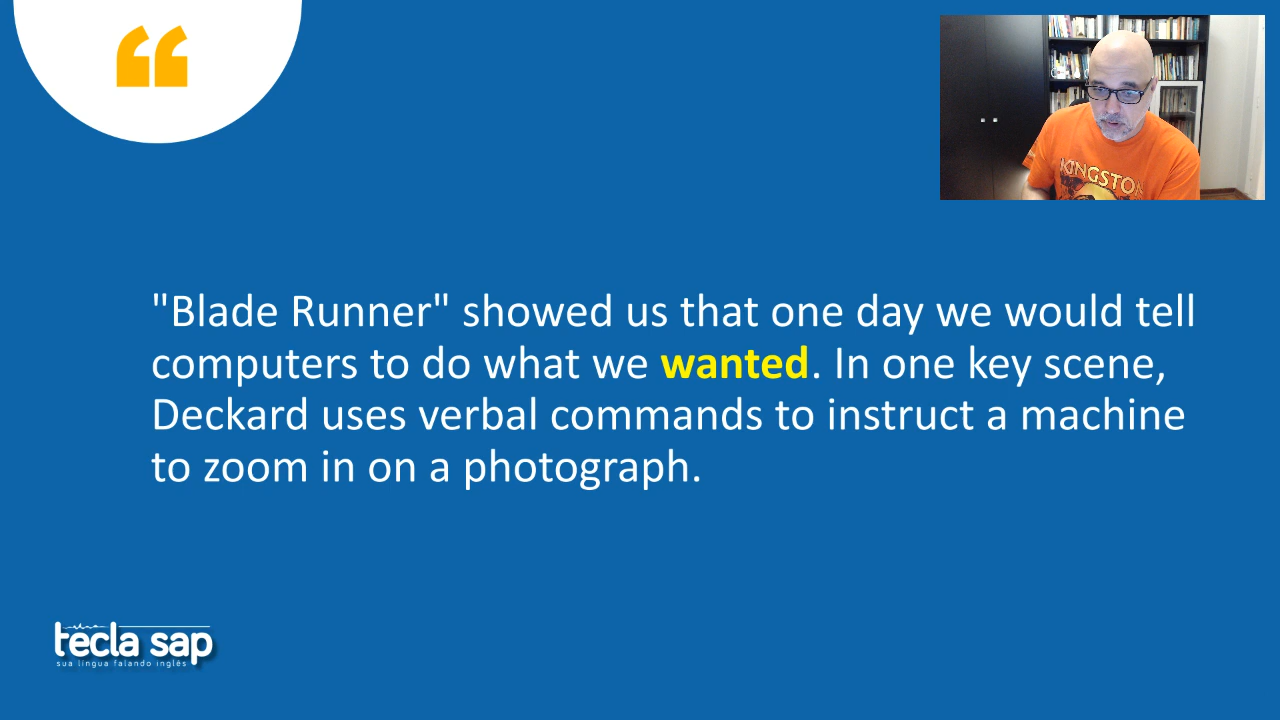 KINGSTON
"Blade Runner" showed us that one day we would tell
computers to do what we wanted. In one key scene,
Deckard uses verbal commands to instruct a machine
to zoom in on a photograph.
tecla sap
sua língua falando inglês